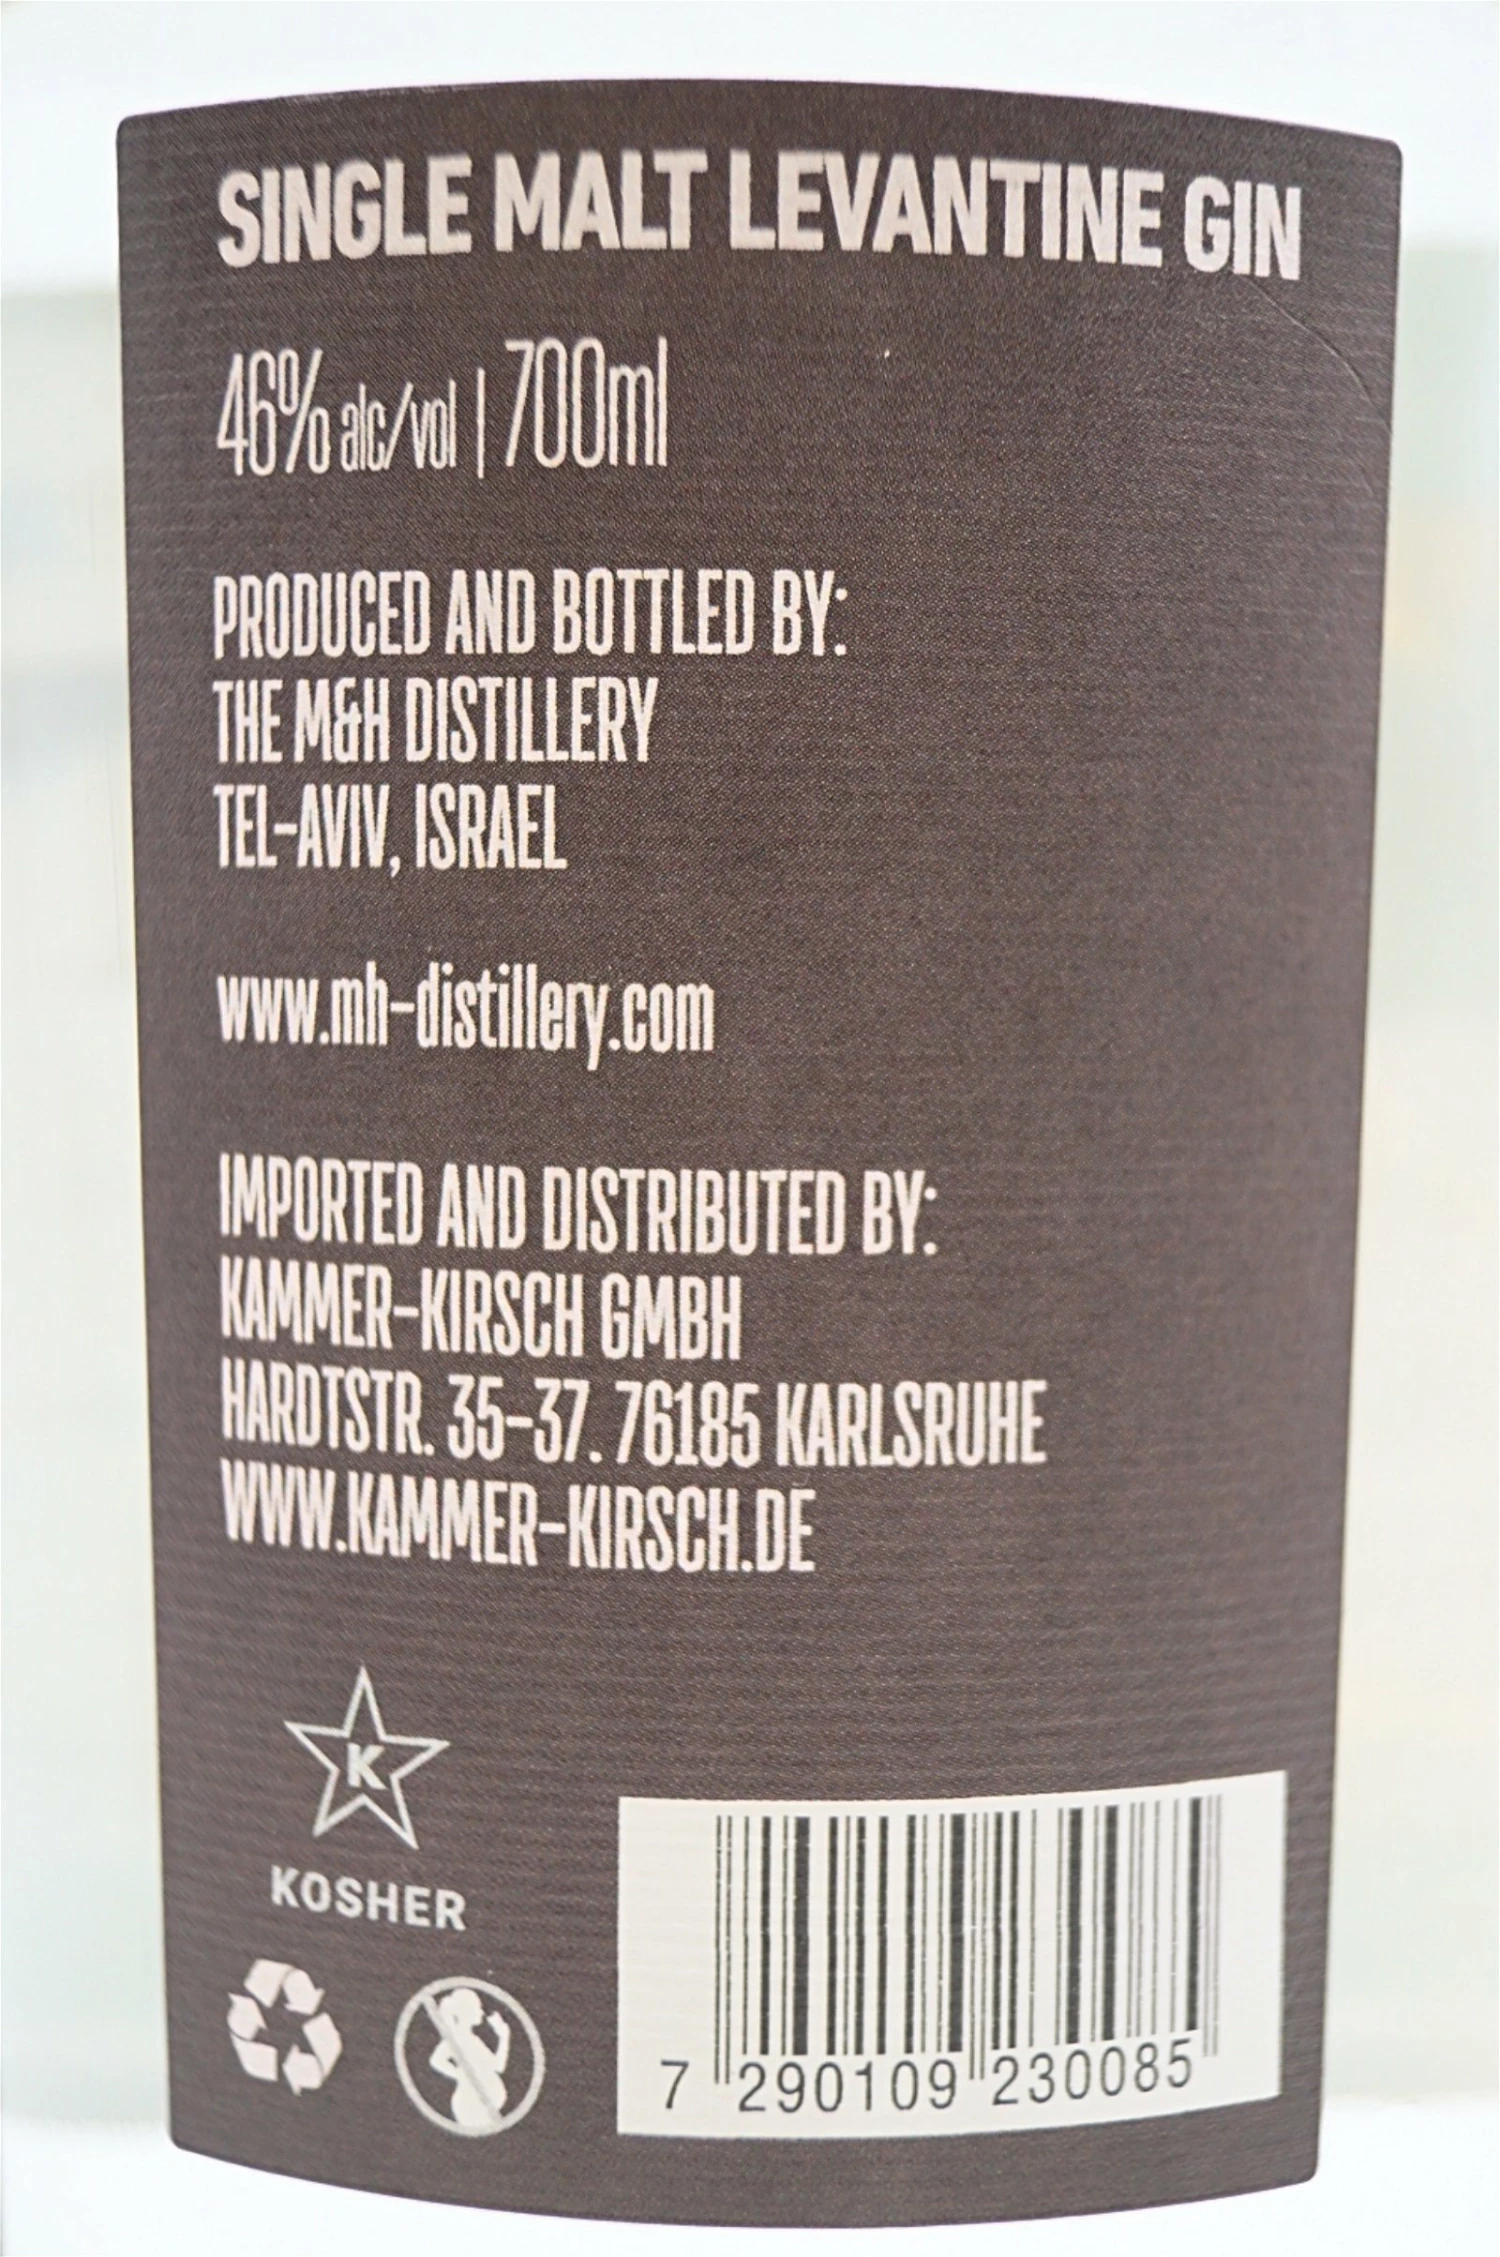 SINGLE MALT LEVANTINE GIN
46% alc/vol | 700ml
PRODUCED AND BOTTLED BY:
THE M&H DISTILLERY
TEL-AVIV, ISRAEL
www.mh-distillery.com
IMPORTED AND DISTRIBUTED BY:
KAMMER-KIRSCH GMBH
HARDTSTR. 35-37. 76185 KARLSRUHE
WWW.KAMMER-KIRSCH.DE
K
KOSHER
7 290109 230085